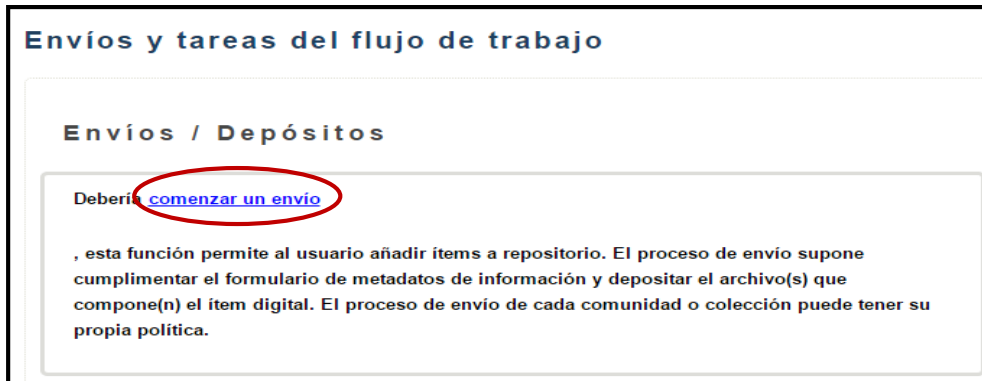 Envíos y tareas del flujo de trabajo
Envíos / Depósitos
Debería comenzar un envío
, esta función permite al usuario añadir ítems a repositorio. El proceso de envío supone
cumplimentar el formulario de metadatos de información y depositar el archivo(s) que
compone(n) el ítem digital. El proceso de envío de cada comunidad o colección puede tener su
propia política.